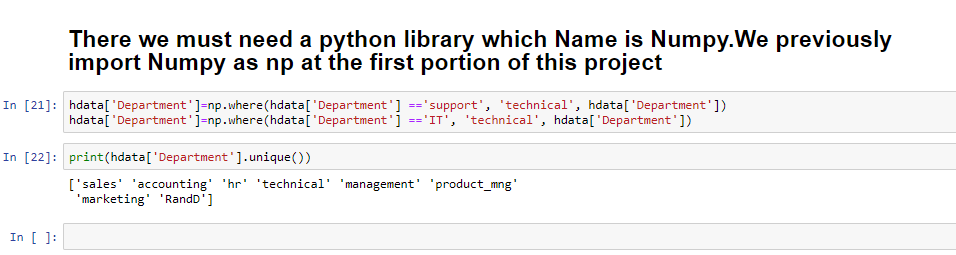 There we must need a python library which Name is Numpy.We previously
import Numpy as np at the first portion of this project
In [21]: hdata['Department']=np.where(hdata['Department'] =='support', 'technical', hdata['Department'])
hdata['Department']=np.where(hdata['Department'] =='IT', 'technical', hdata['Department'])
In [22]: print(hdata['Department'].unique())
['sales' 'accounting' 'hr' 'technical' 'management' 'product_mng'
'marketing' 'RandD']
In [ ]: